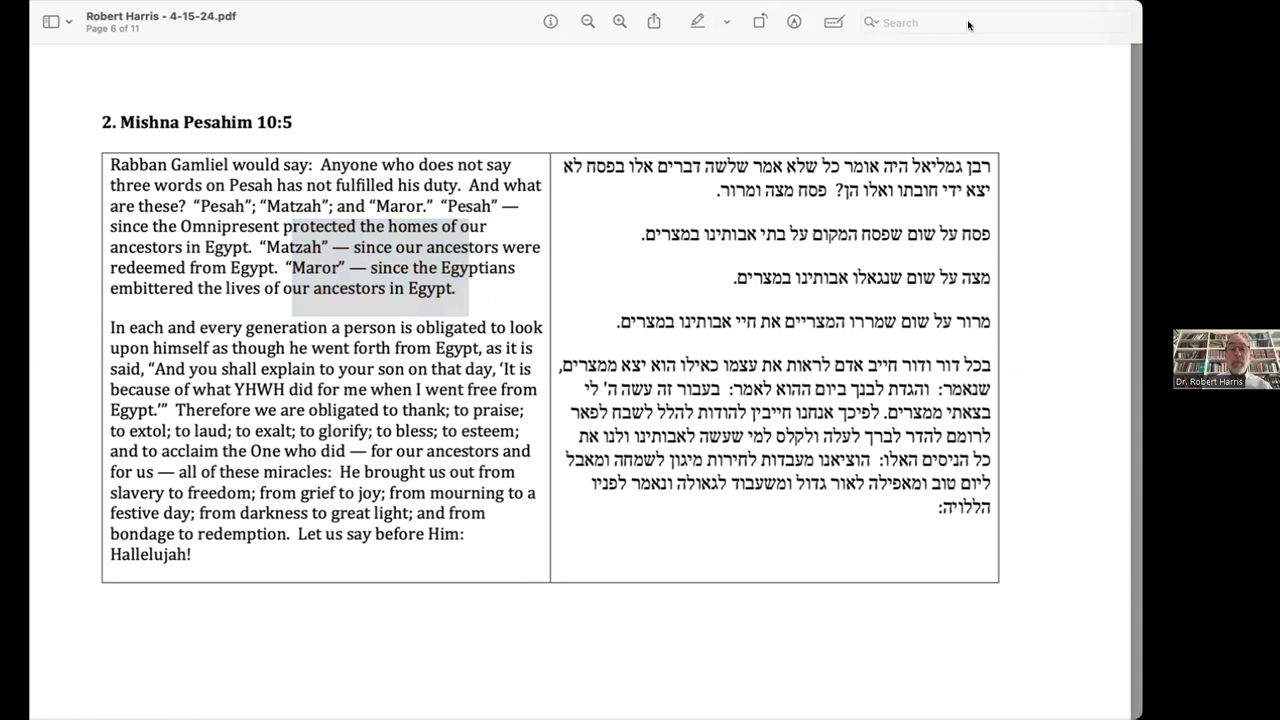 Robert Harris - 4-15-24.pdf
Page 6 of 11
Search
2. Mishna Pesahim 10:5
Rabban Gamliel would say:  Anyone who does not say
three words on Pesah has not fulfilled his duty.  And what
are these?  “Pesah”; “Matzah”; and “Maror.”  “Pesah” —
since the Omnipresent protected the homes of our
ancestors in Egypt.  “Matzah” — since our ancestors were
redeemed from Egypt.  “Maror” — since the Egyptians
embittered the lives of our ancestors in Egypt.
In each and every generation a person is obligated to look
upon himself as though he went forth from Egypt, as it is
said, “And you shall explain to your son on that day, ‘It is
because of what YHWH did for me when I went free from
Egypt.’”  Therefore we are obligated to thank; to praise;
to extol; to laud; to exalt; to glorify; to bless; to esteem;
and to acclaim the One who did — for our ancestors and
for us — all of these miracles:  He brought us out from
slavery to freedom; from grief to joy; from mourning to a
festive day; from darkness to great light; and from
bondage to redemption.  Let us say before Him:
Hallelujah!
רבן גמליאל היה אומר כל שלא אמר שלשה דברים אלו בפסח לא
יצא ידי חובתו ואלו הן?  פסח מצה ומרור.
פסח על שום שפסח המקום על בתי אבותינו במצרים.
מצה על שום שנגאלו אבותינו במצרים.
מרור על שום שמררו המצריים את חיי אבותינו במצרים.
בכל דור ודור חייב אדם לראות את עצמו כאילו הוא יצא ממצרים,
שנאמר:  והגדת לבנך ביום ההוא לאמר:  בעבור זה עשה ה' לי
בצאתי ממצרים. לפיכך אנחנו חייבין להודות להלל לשבח לפאר
לרומם להדר לברך לעלה ולקלס למי שעשה לאבותינו ולנו את
כל הניסים האלו:  הוציאנו מעבדות לחירות מיגון לשמחה ומאבל
ליום טוב ומאפילה לאור גדול ומשעבוד לגאולה ונאמר לפניו
הללויה:
Dr. Robert Harris